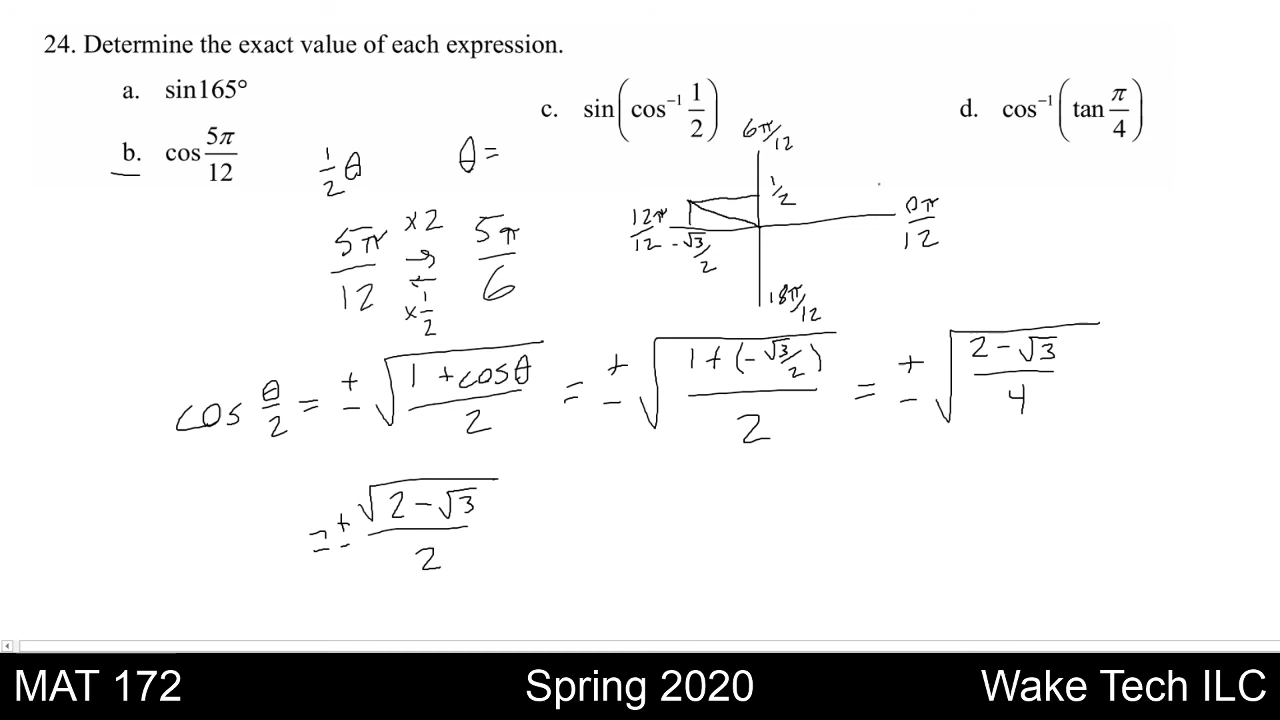 24. Determine the exact value of each expression.
a. sin165°
b. cos 5π/12
c. sin(cos⁻¹ 1/2)
d. cos⁻¹(tan π/4)
1/2 θ
θ =
5π/12
×2
→
←
×1/2
5π/6
6π/12
1/2
12π/12
-√3/2
0π/12
18π/12
cos θ/2 = ± √((1 + cosθ)/2) = ± √((1 + (-√3/2))/2) = ± √((2 - √3)/4)
= ± √(2 - √3)/2
MAT 172
Spring 2020
Wake Tech ILC